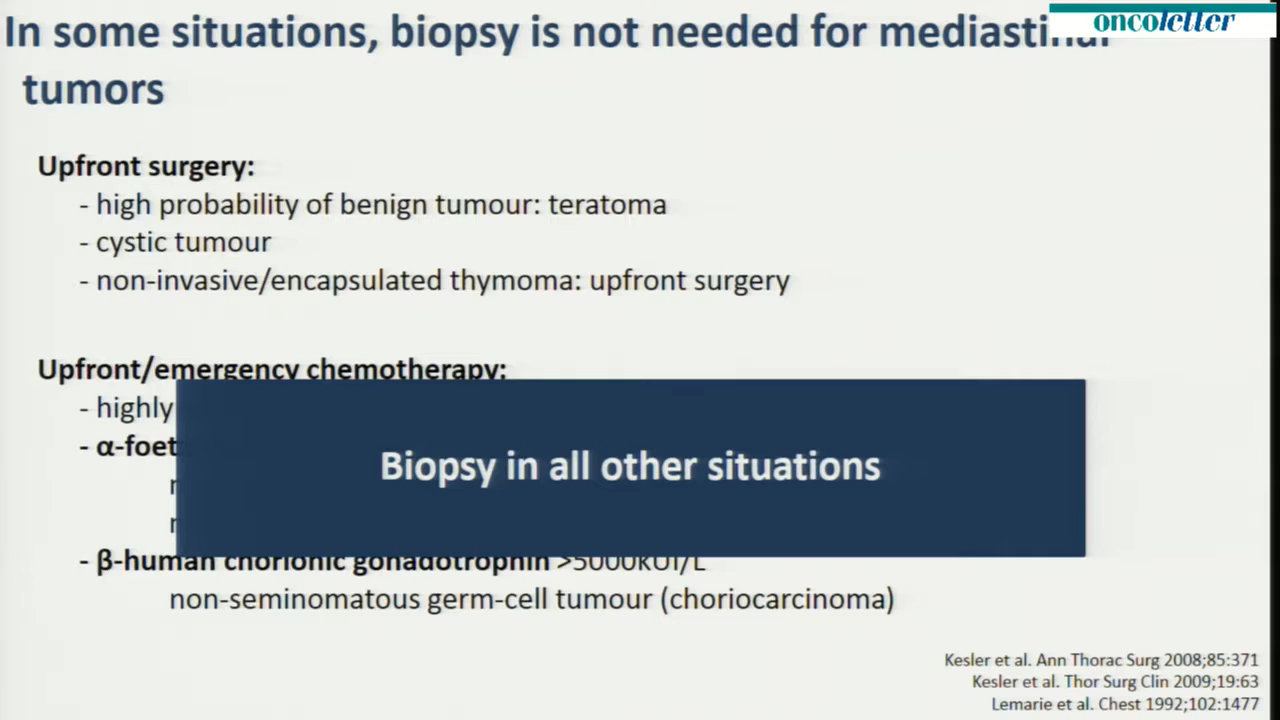 In some situations, biopsy is not needed for
oncoletter
tumors
Upfront surgery:
- high probability of benign tumour: teratoma
- cystic tumour
- non-invasive/encapsulated thymoma: upfront surgery
Upfront/emergency chemotherapy:
- highly
- α-foet
Biopsy in all other situations
- β-human chorionic gonadotrophin >5000kUI/L
non-seminomatous germ-cell tumour (choriocarcinoma)
Kesler et al. Ann Thorac Surg 2008;85:371
Kesler et al. Thor Surg Clin 2009;19:63
Lemarie et al. Chest 1992;102:1477